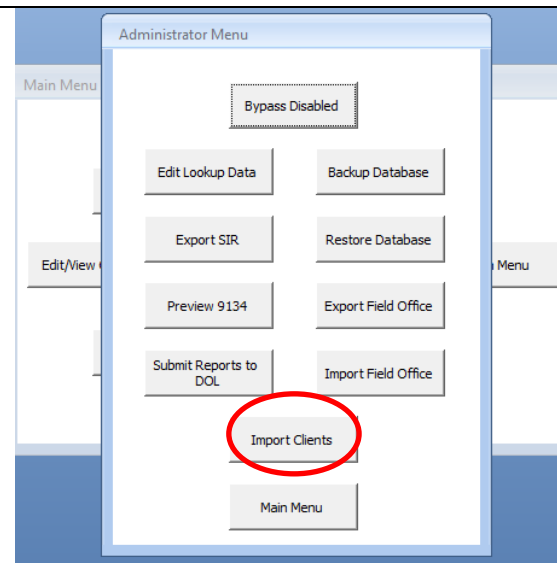 Administrator Menu
Main Menu
Bypass Disabled
Edit Lookup Data
Backup Database
Export SIR
Restore Database
Edit/View
Menu
Preview 9134
Export Field Office
Submit Reports to
DOL
Import Field Office
Import Clients
Main Menu